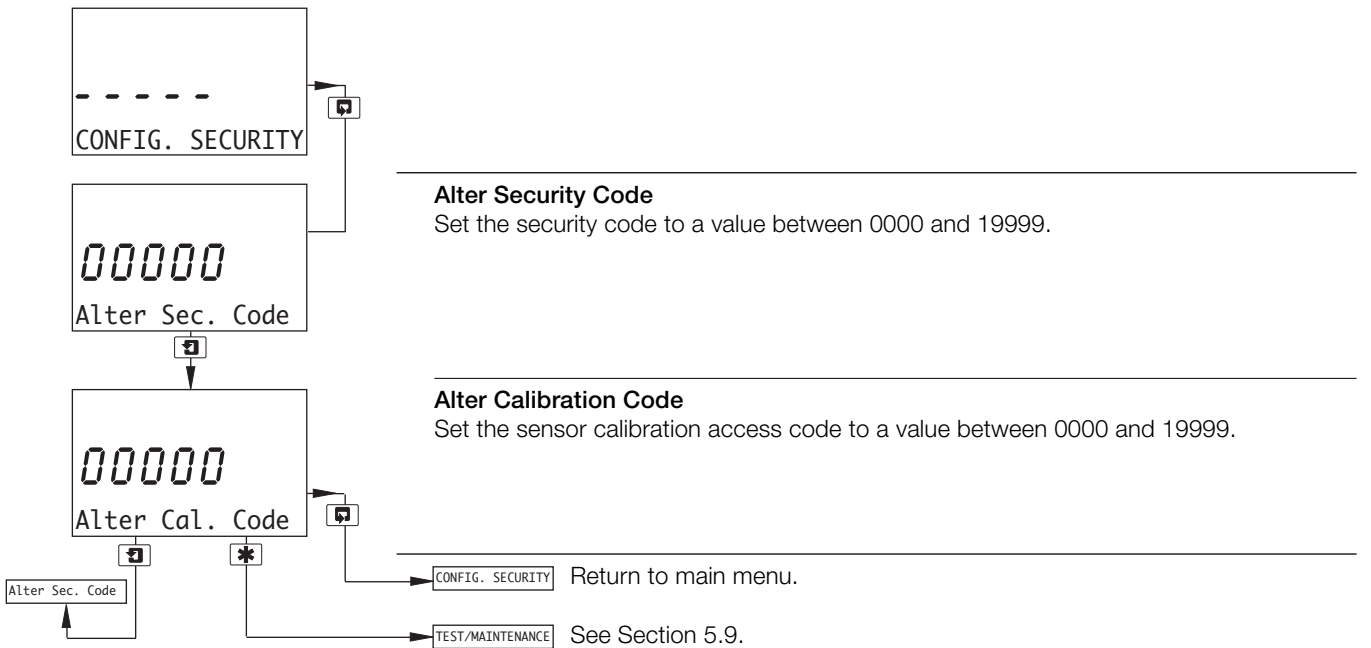 - - - - -
CONFIG. SECURITY
Alter Security Code
Set the security code to a value between 0000 and 19999.
00000
Alter Sec. Code
Alter Calibration Code
Set the sensor calibration access code to a value between 0000 and 19999.
00000
Alter Cal. Code
Alter Sec. Code
CONFIG. SECURITY Return to main menu.
TEST/MAINTENANCE See Section 5.9.